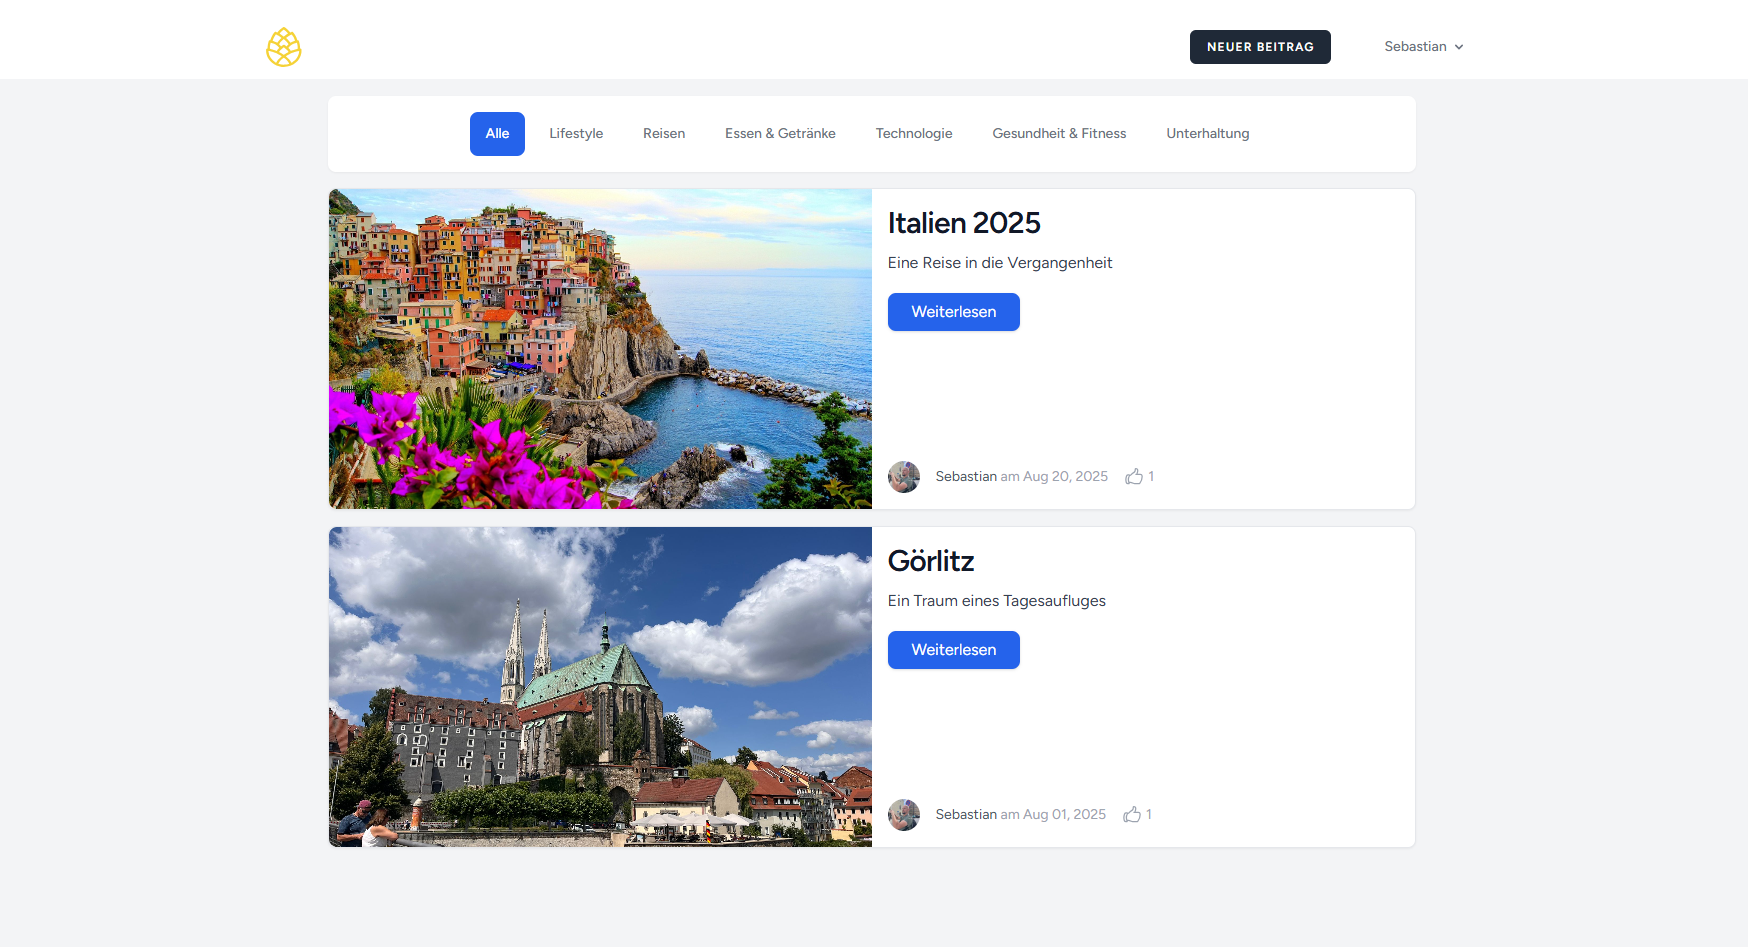 NEUER BEITRAG
Sebastian
Alle
Lifestyle
Reisen
Essen & Getränke
Technologie
Gesundheit & Fitness
Unterhaltung
Italien 2025
Eine Reise in die Vergangenheit
Weiterlesen
Sebastian am Aug 20, 2025 1
Görlitz
Ein Traum eines Tagesaufluges
Weiterlesen
Sebastian am Aug 01, 2025 1